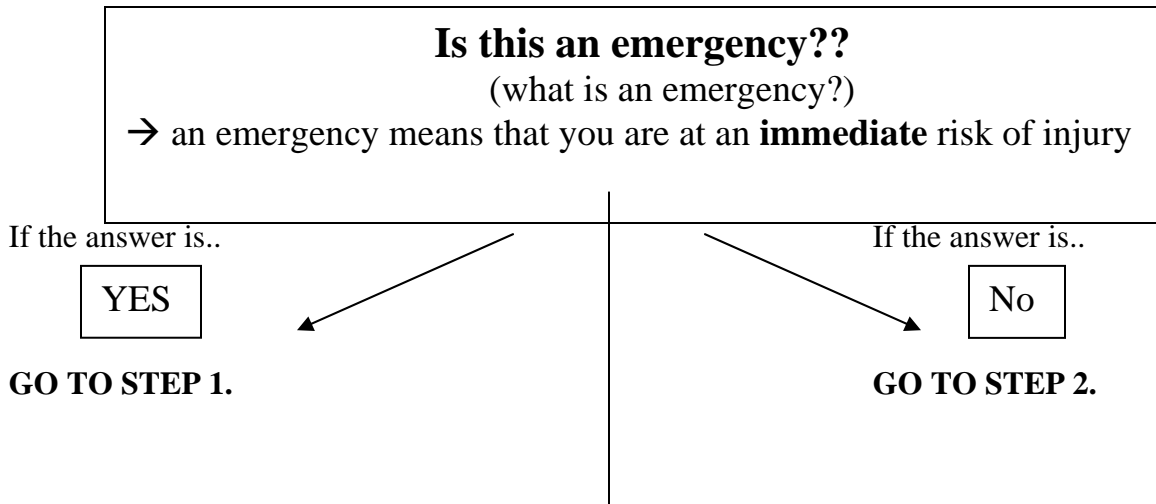 Is this an emergency??
(what is an emergency?)
→ an emergency means that you are at an immediate risk of injury
If the answer is..
YES
GO TO STEP 1.
If the answer is..
No
GO TO STEP 2.